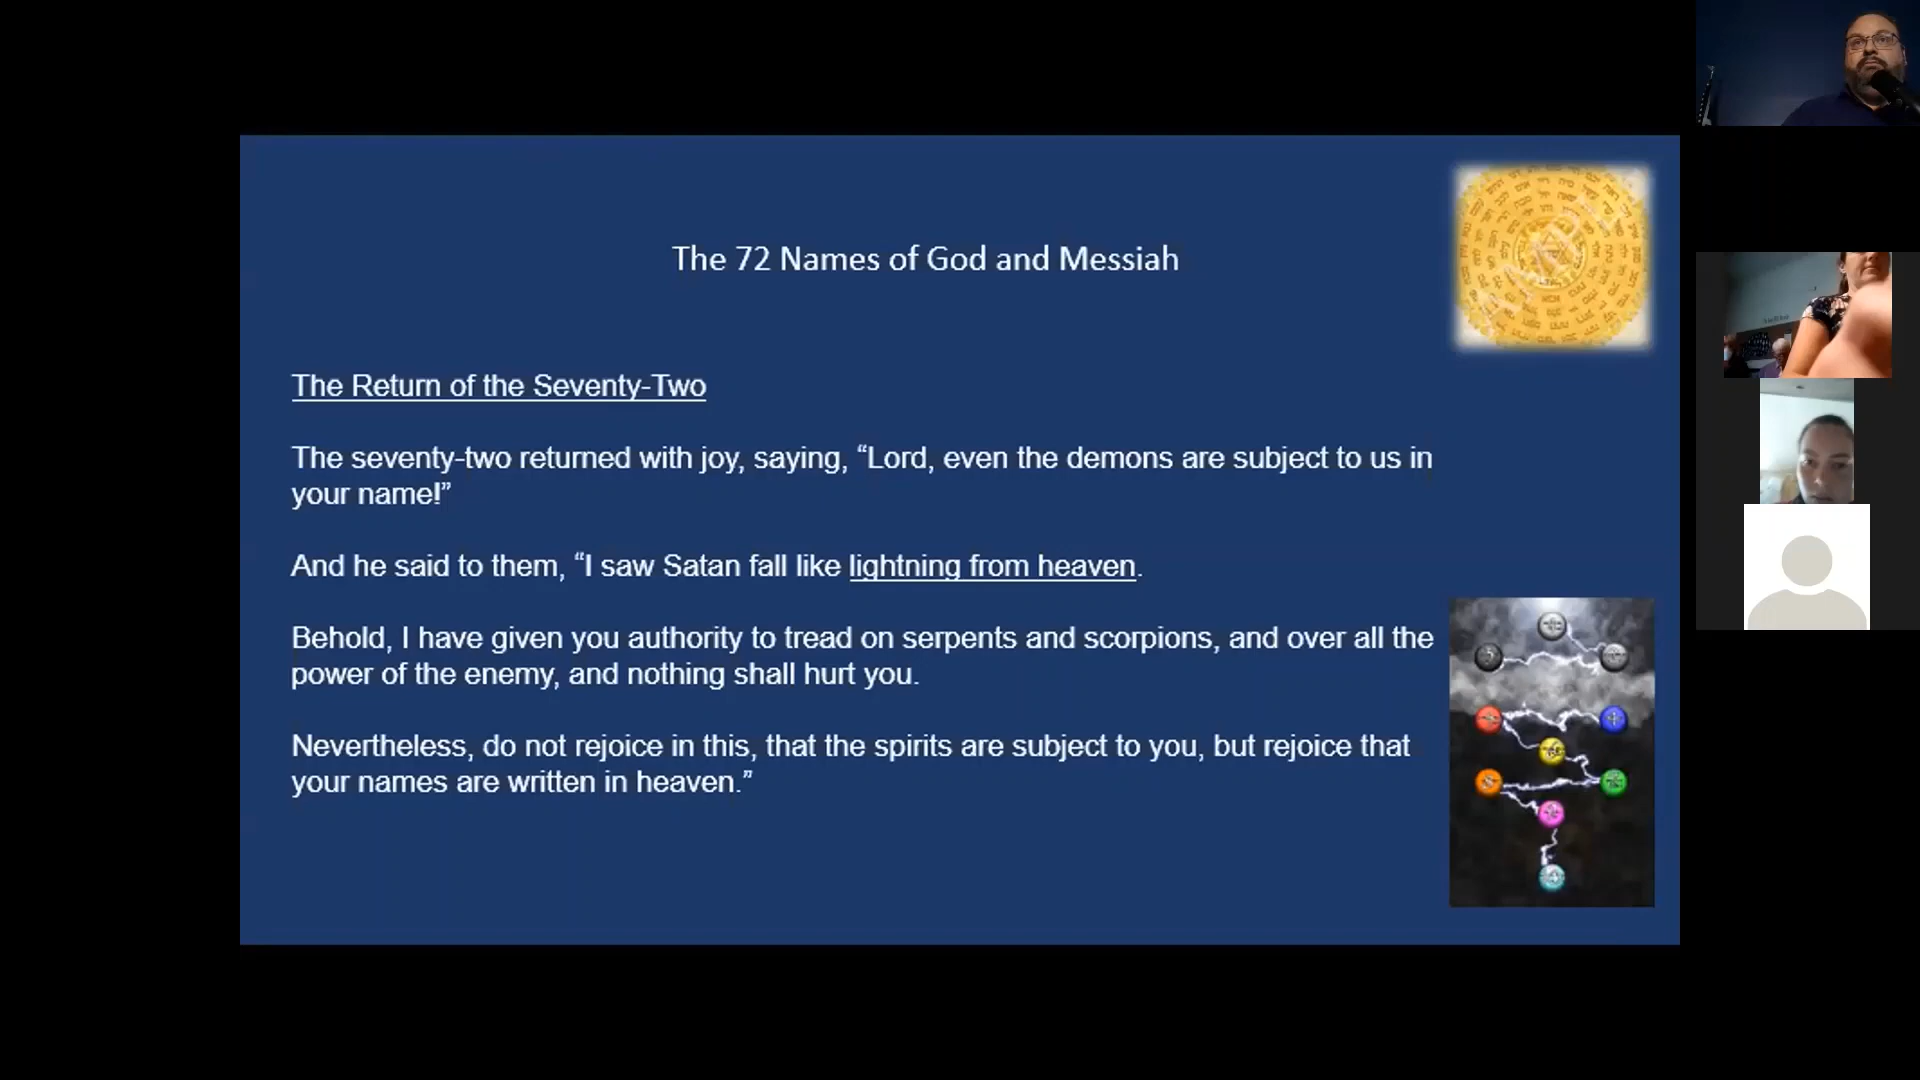 The 72 Names of God and Messiah
The Return of the Seventy-Two
The seventy-two returned with joy, saying, “Lord, even the demons are subject to us in
your name!”
And he said to them, “I saw Satan fall like lightning from heaven.
Behold, I have given you authority to tread on serpents and scorpions, and over all the
power of the enemy, and nothing shall hurt you.
Nevertheless, do not rejoice in this, that the spirits are subject to you, but rejoice that
your names are written in heaven.”